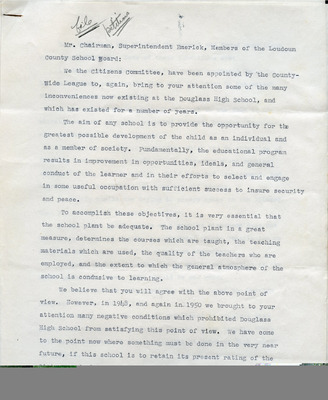 file
petitions
Mr. Chairman, Superintendent Emerick, Members of the Loudoun
County School Board:
We the Citizens Committee, have been appointed by the County-
Wide League to, again, bring to your attention some of the many
inconveniences now existing at the Douglass High School, and
which has existed for a number of years.
The aim of any school is to provide the opportunity for the
greatest possible development of the child as an individual and
as a member of society. Fundamentally, the educational program
results in improvement in opportunities, ideals, and general
conduct of the learner and in their efforts to select and engage
in some useful occupation with sufficient success to insure security
and peace.
To accomplish these objectives, it is very essential that
the school plant be adequate. The school plant in a great
measure, determines the courses which are taught, the teaching
materials which are used, the quality of the teachers who are
employed, and the extent to which the general atmosphere of the
school is conducive to learning.
We believe that you will agree with the above point of
view. However, in 1948, and again in 1950 we brought to your
attention many negative conditions which prohibited Douglass
High School from satisfying this point of view. We have come
to the point now where something must be done in the very near
future, if this school is to retain its present rating of the